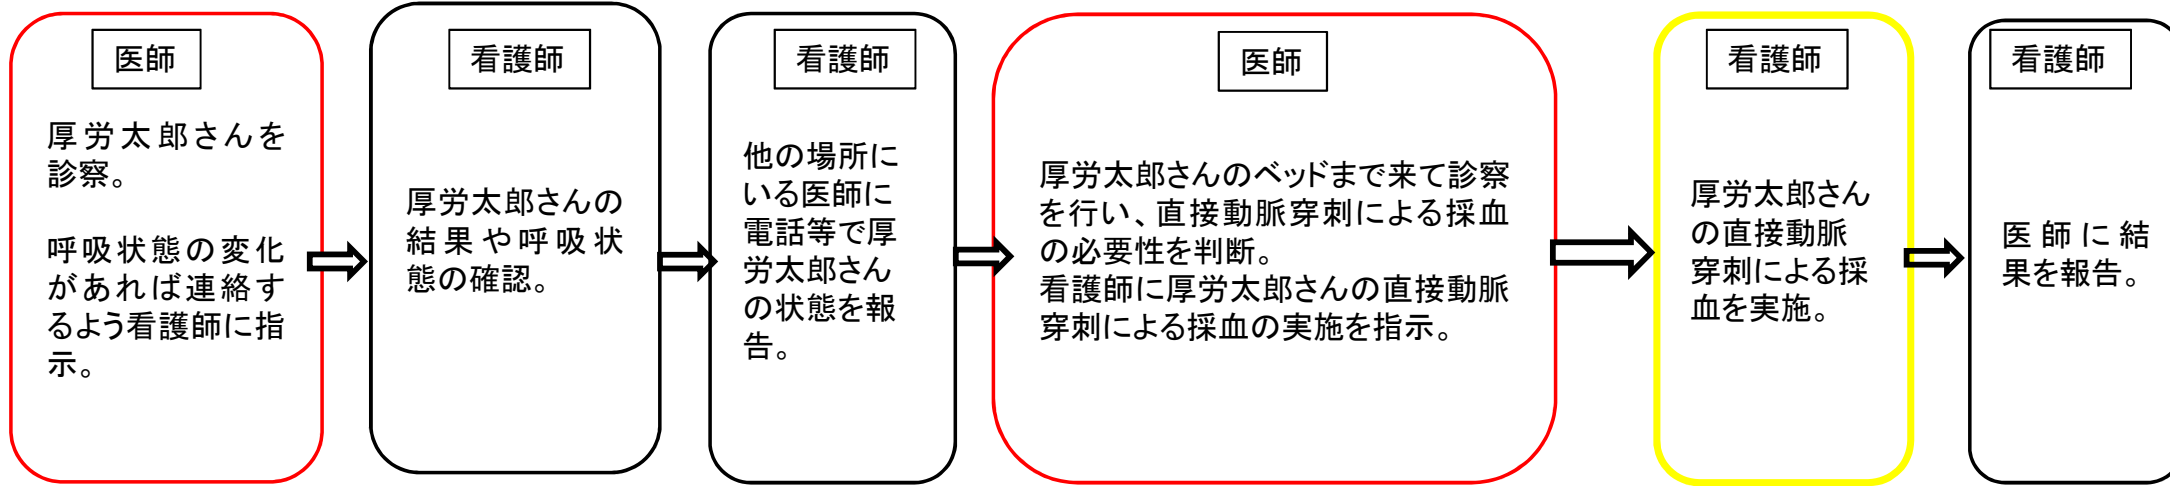 医師
厚労太郎さんを
診察。
呼吸状態の変化
があれば連絡す
るよう看護師に指
示。
看護師
厚労太郎さんの
結果や呼吸状
態の確認。
看護師
他の場所に
いる医師に
電話等で厚
労太郎さん
の状態を報
告。
医師
厚労太郎さんのベッドまで来て診察
を行い、直接動脈穿刺による採血
の必要性を判断。
看護師に厚労太郎さんの直接動脈
穿刺による採血の実施を指示。
看護師
厚労太郎さん
の直接動脈
穿刺による採
血を実施。
看護師
医師に結
果を報告。